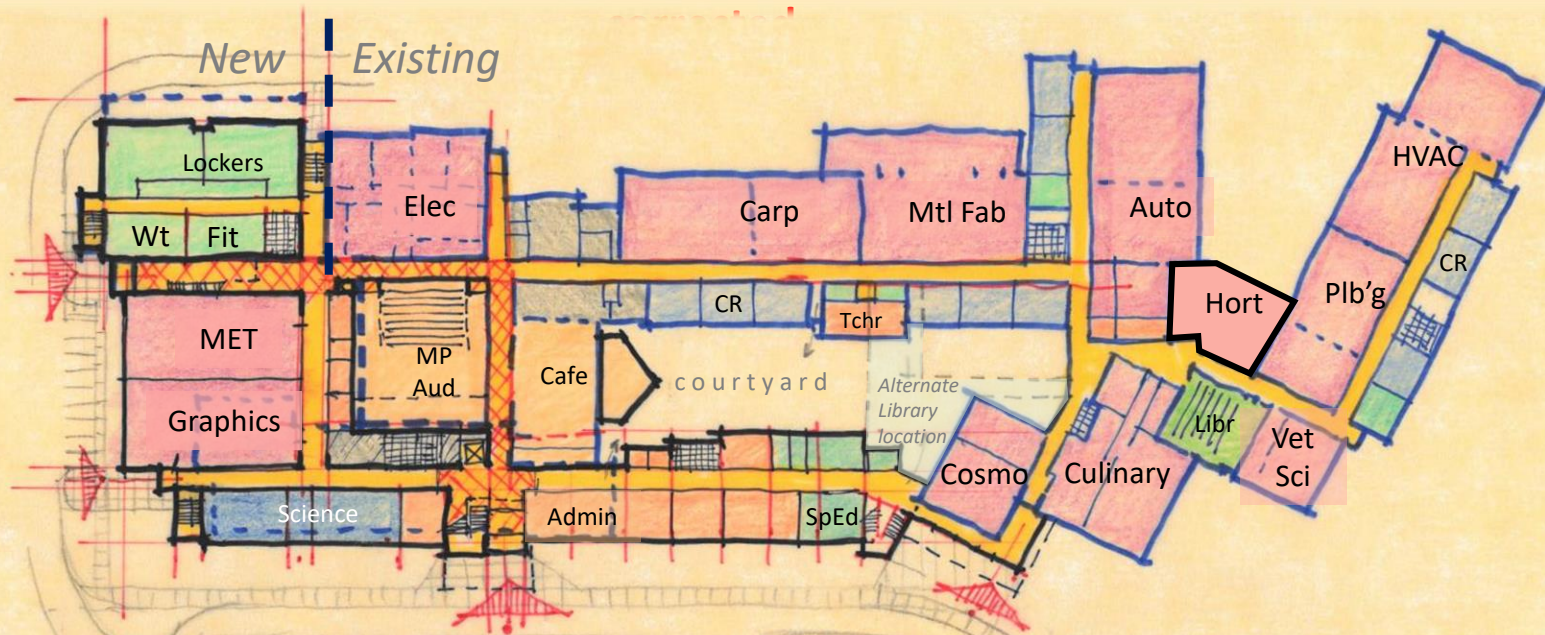 New
Existing
Lockers
Elec
Wt
Fit
Carp
Mtl Fab
Auto
HVAC
CR
MET
MP
Aud
Cafe
CR
Tchr
Hort
Plb'g
courtyard
Alternate
Library
location
Graphics
Libr
Vet
Sci
Cosmo
Culinary
Science
Admin
SpEd